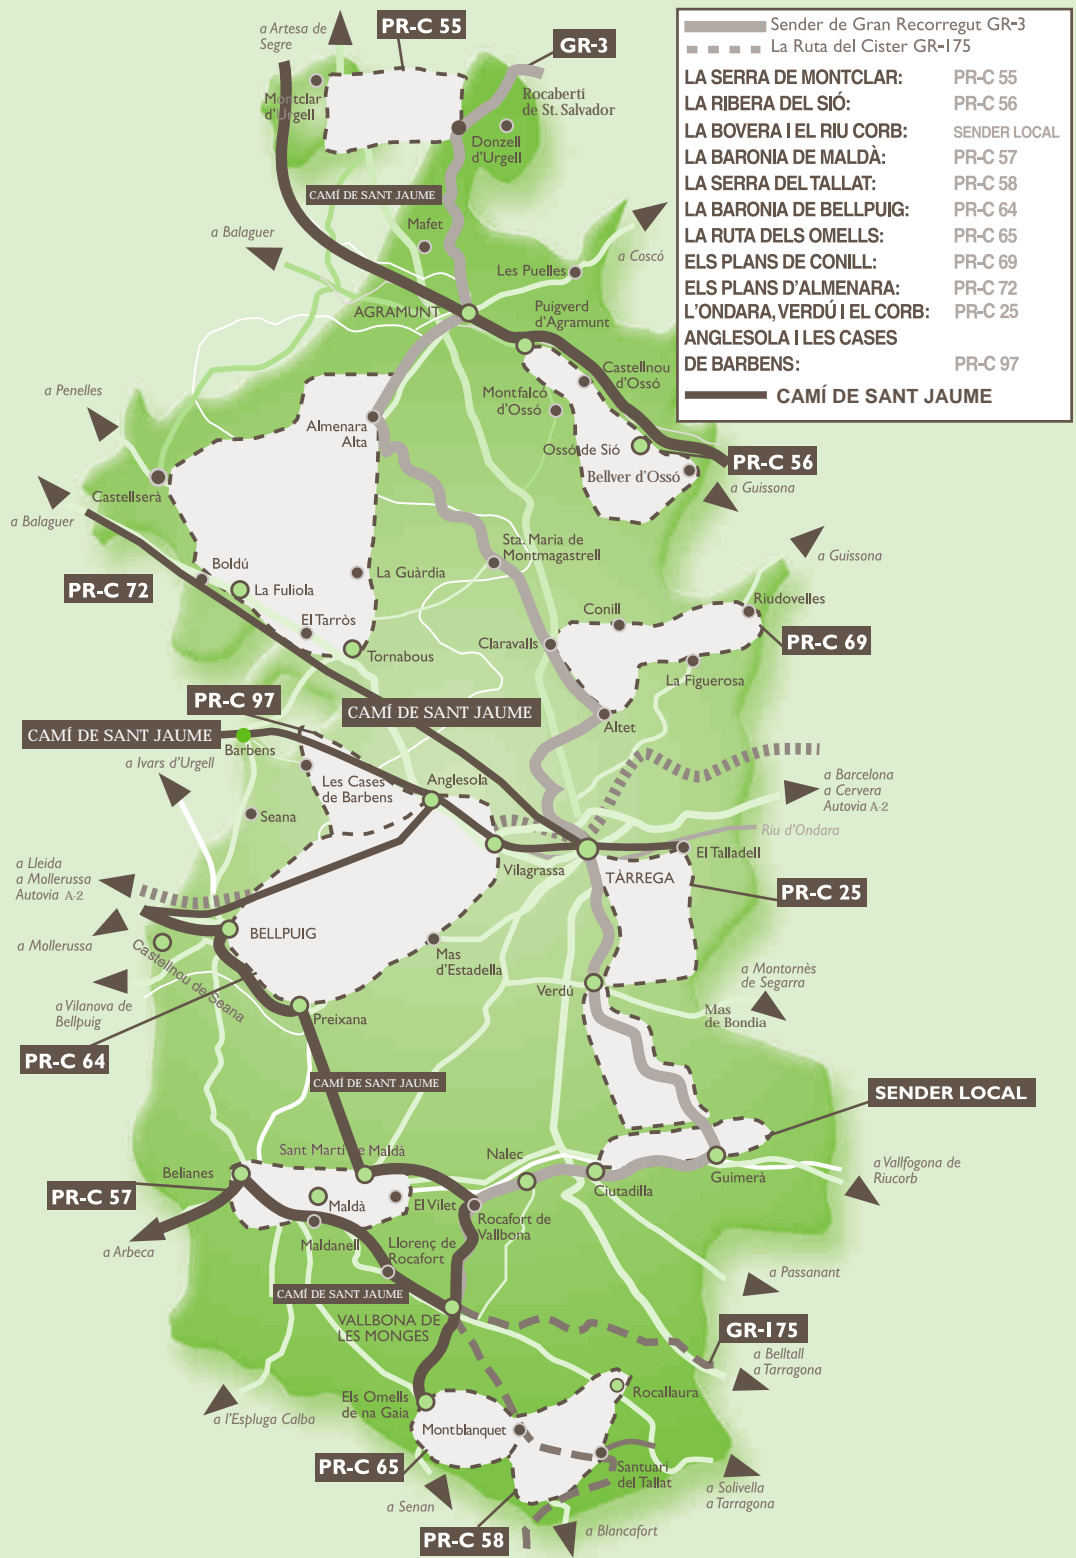 Sender de Gran Recorregut GR-3
La Ruta del Cister GR-175
LA SERRA DE MONTCLAR: PR-C 55
LA RIBERA DEL SIÓ: PR-C 56
LA BOVERA I EL RIU CORB: SENDER LOCAL
LA BARONIA DE MALDÀ: PR-C 57
LA SERRA DEL TALLAT: PR-C 58
LA BARONIA DE BELLPUIG: PR-C 64
LA RUTA DELS OMELLS: PR-C 65
ELS PLANS DE CONILL: PR-C 69
ELS PLANS D'ALMENARA: PR-C 72
L'ONDARA, VERDÚ I EL CORB: PR-C 25
ANGLESOLA I LES CASES
DE BARBENS: PR-C 97
CAMÍ DE SANT JAUME
a Artesa de
Segre
PR-C 55
GR-3
Montclar
d'Urgell
Rocabertí
de St. Salvador
Donzell
d'Urgell
CAMÍ DE SANT JAUME
Mafet
a Balaguer
a Coscó
Les Puelles
AGRAMUNT
Puigverd
d'Agramunt
Castellnou
d'Ossó
Montfalcó
d'Ossó
a Penelles
Almenara
Alta
Ossó de Sió
PR-C 56
Bellver d'Ossó
a Guissona
Castellserà
a Balaguer
Sta. Maria de
Montmagastrell
a Guissona
Boldú
La Guàrdia
PR-C 72
La Fuliola
Riudovelles
Conill
El Tarròs
Claravalls
PR-C 69
Tornabous
La Figuerosa
PR-C 97
CAMÍ DE SANT JAUME
Altet
CAMÍ DE SANT JAUME
Barbens
a Ivars d'Urgell
Les Cases
de Barbens
Anglesola
a Barcelona
a Cervera
Autovia A-2
Seana
Riu d'Ondara
El Talladell
Vilagrassa
a Lleida
a Mollerussa
Autovia A-2
TÀRREGA
PR-C 25
BELLPUIG
a Mollerussa
Castellnou de Seana
Mas
d'Estadella
a Montornès
de Segarra
Verdú
a Vilanova de
Bellpuig
Mas
de Bondia
Preixana
PR-C 64
CAMÍ DE SANT JAUME
SENDER LOCAL
Sant Martí de Maldà
Nalec
Belianes
a Vallfogona de
Riucorb
Guimerà
Ciutadilla
PR-C 57
Maldà
El Vilet
Rocafort de
Vallbona
a Arbeca
Maldanell
Llorenç de
Rocafort
a Passanant
CAMÍ DE SANT JAUME
VALLBONA DE
LES MONGES
GR-175
a Belltall
a Tarragona
Rocallaura
Els Omells
de na Gaia
a l'Espluga Calba
Montblanquet
PR-C 65
Santuari
del Tallat
a Solivella
a Tarragona
a Senan
PR-C 58
a Blancafort